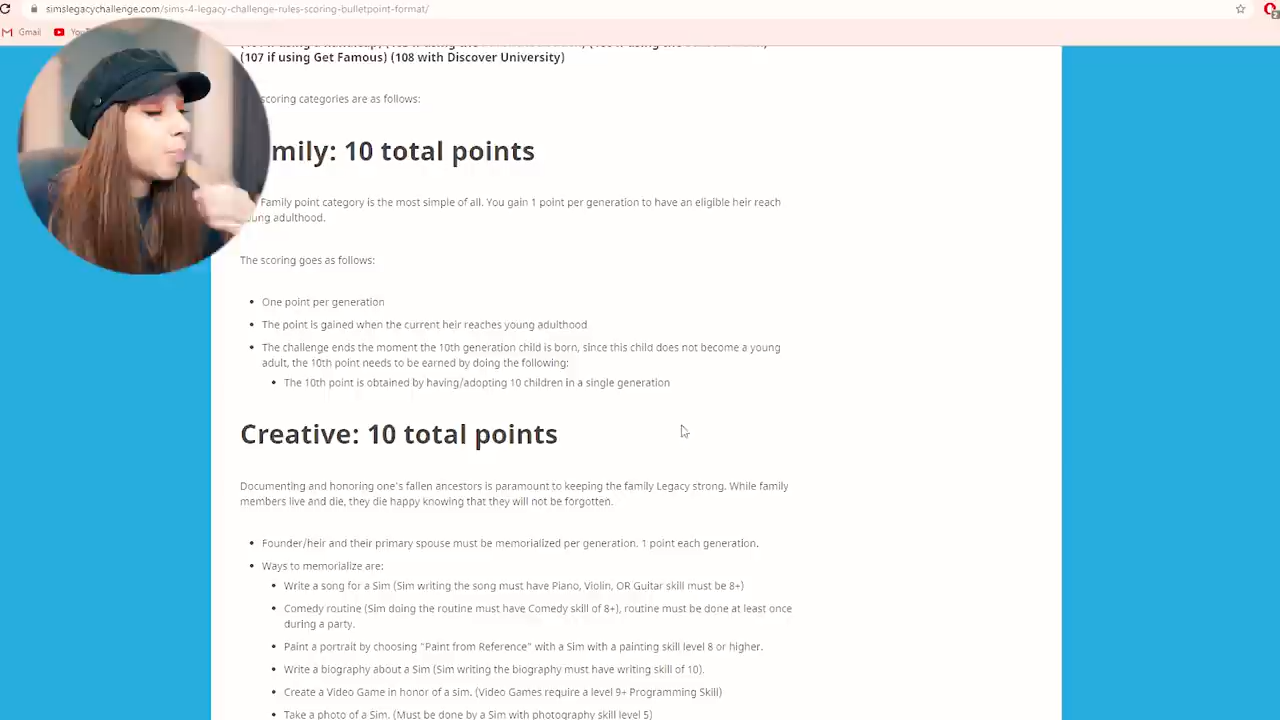 simslegacychallenge.com/sims-4-legacy-challenge-rules-scoring-bulletpoint-format/
Gmail
(107 if using Get Famous) (108 with Discover University)
scoring categories are as follows:
mily: 10 total points
Family point category is the most simple of all. You gain 1 point per generation to have an eligible heir reach
ung adulthood.
The scoring goes as follows:
• One point per generation
• The point is gained when the current heir reaches young adulthood
• The challenge ends the moment the 10th generation child is born, since this child does not become a young
adult, the 10th point needs to be earned by doing the following:
• The 10th point is obtained by having/adopting 10 children in a single generation
Creative: 10 total points
Documenting and honoring one's fallen ancestors is paramount to keeping the family Legacy strong. While family
members live and die, they die happy knowing that they will not be forgotten.
• Founder/heir and their primary spouse must be memorialized per generation. 1 point each generation.
• Ways to memorialize are:
• Write a song for a Sim (Sim writing the song must have Piano, Violin, OR Guitar skill must be 8+)
• Comedy routine (Sim doing the routine must have Comedy skill of 8+), routine must be done at least once
during a party.
• Paint a portrait by choosing "Paint from Reference" with a Sim with a painting skill level 8 or higher.
• Write a biography about a Sim (Sim writing the biography must have writing skill of 10).
• Create a Video Game in honor of a sim. (Video Games require a level 9+ Programming Skill)
• Take a photo of a Sim. (Must be done by a Sim with photography skill level 5)